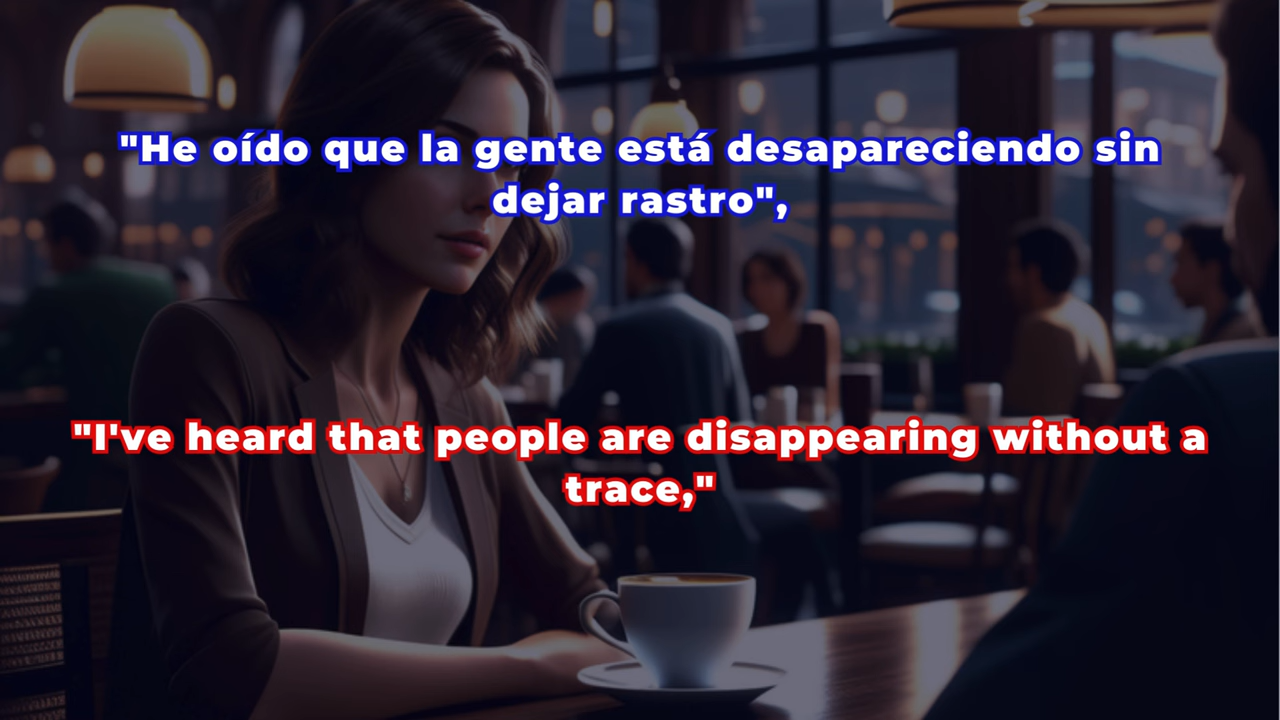 "He oído que la gente está desapareciendo sin
dejar rastro",
"I've heard that people are disappearing without a
trace,"